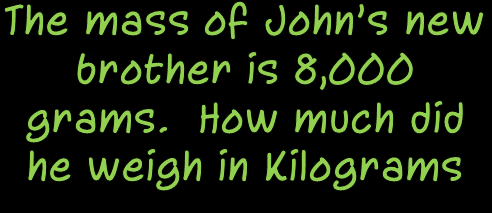 The mass of John's new
brother is 8,000
grams. How much did
he weigh in Kilograms